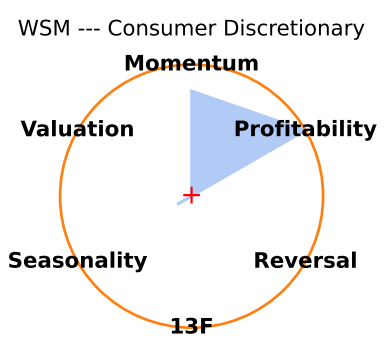 WSM --- Consumer Discretionary
Momentum
Valuation
Profitability
Seasonality
Reversal
13F